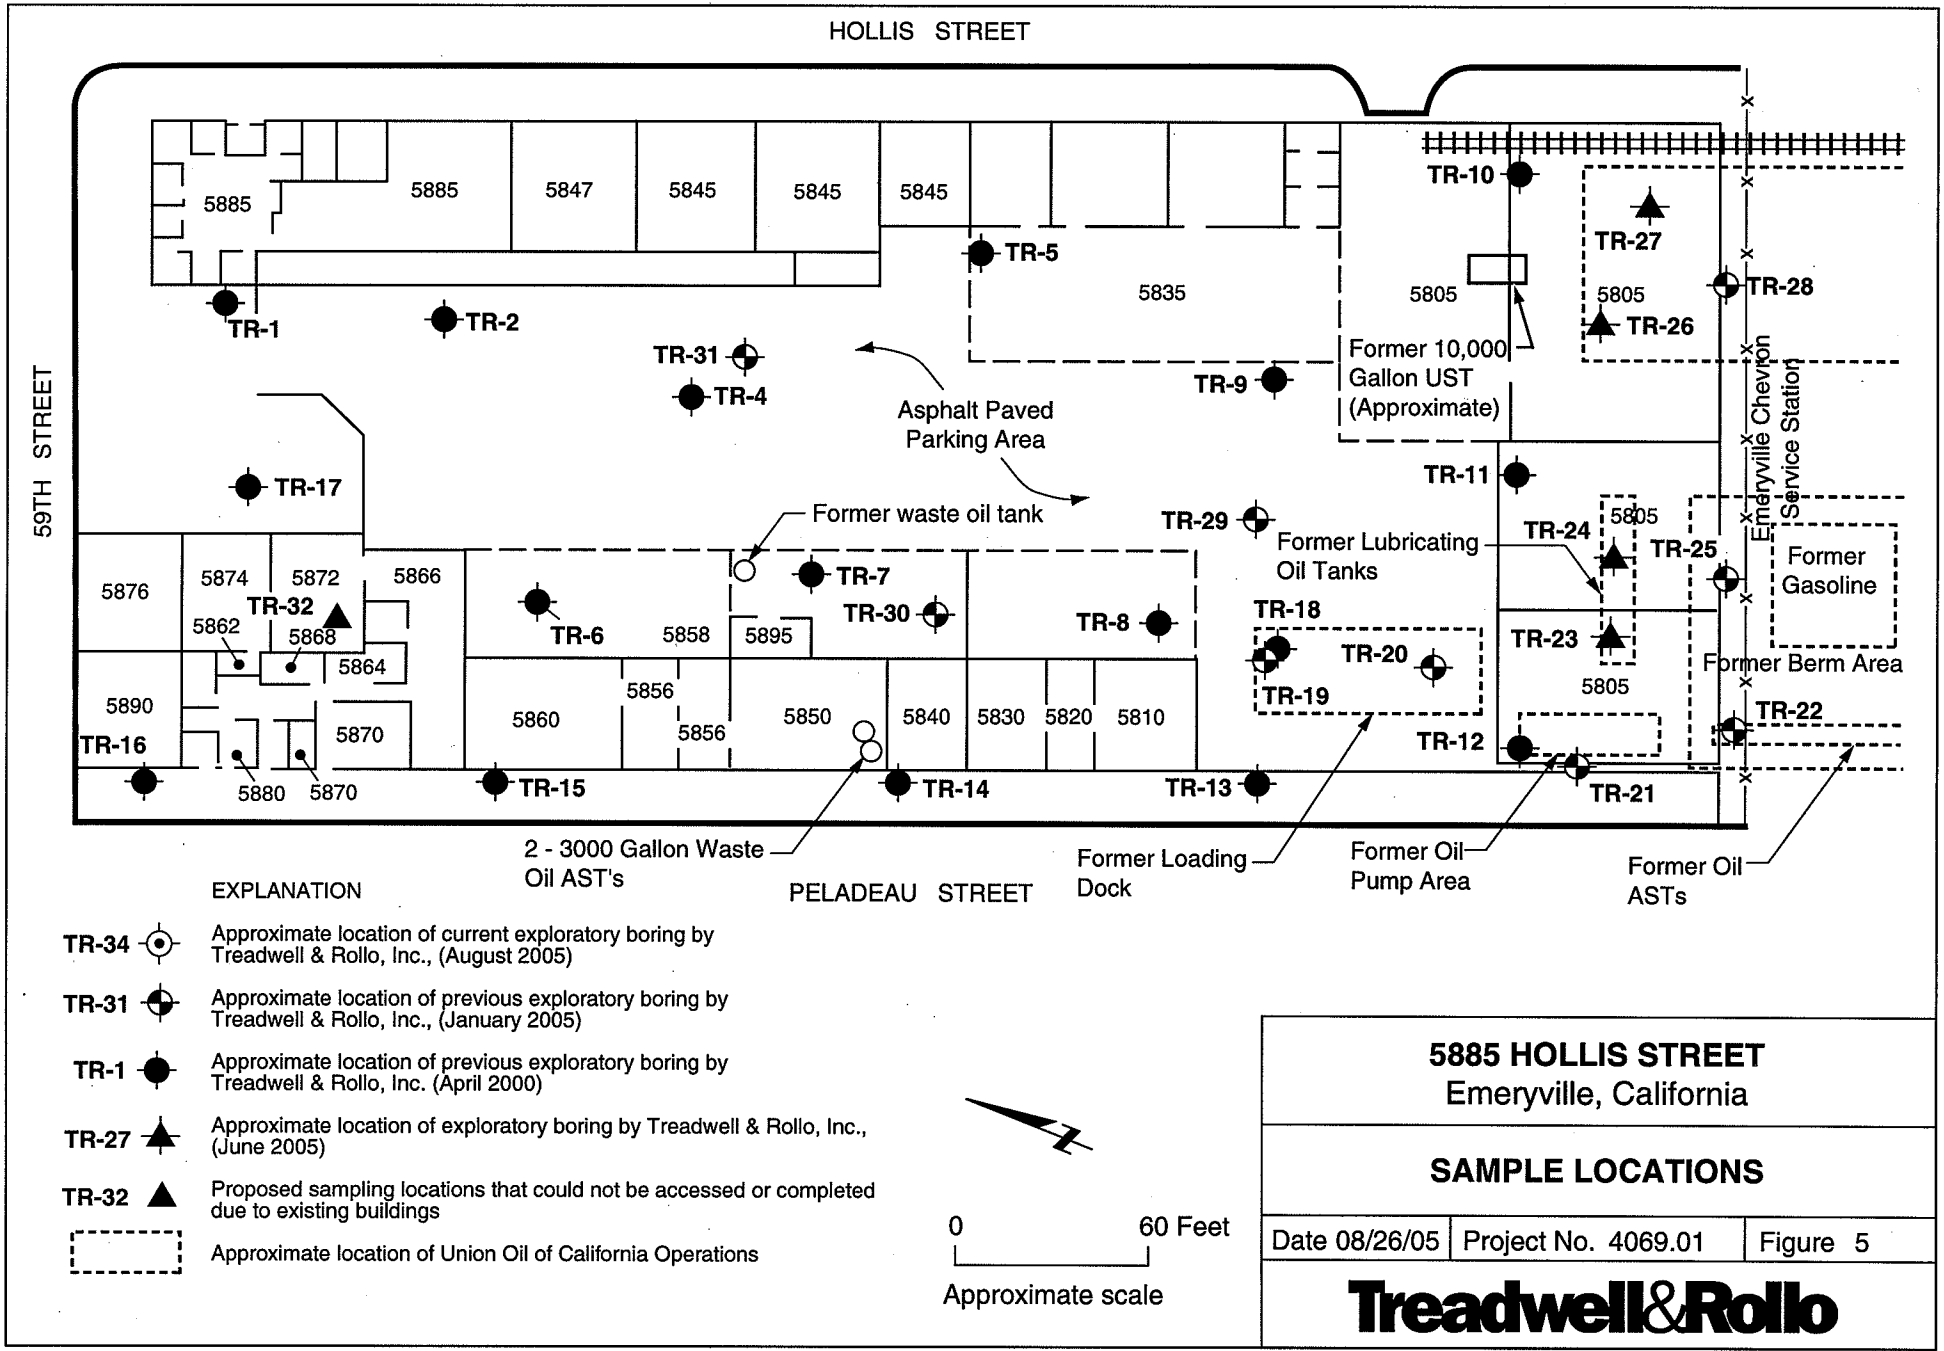 HOLLIS STREET
59TH STREET
5885
5885
5847
5845
5845
5845
TR-10
TR-27
TR-5
5835
5805
5805
TR-28
TR-26
TR-1
TR-2
TR-31
TR-4
TR-9
Former 10,000
Gallon UST
(Approximate)
Asphalt Paved
Parking Area
Emeryville Chevron
Service Station
TR-17
TR-11
Former waste oil tank
TR-29
Former Lubricating
Oil Tanks
TR-24
5805
TR-25
Former
Gasoline
5876
5874
5872
5866
TR-32
5862
5868
5864
TR-6
5858
5895
TR-7
TR-30
TR-8
TR-18
TR-20
TR-19
TR-23
5805
Former Berm Area
TR-22
5890
TR-16
5870
5880
5870
5860
5856
5856
5850
5840
5830
5820
5810
TR-15
TR-14
TR-13
TR-12
TR-21
2 - 3000 Gallon Waste
Oil AST's
PELADEAU STREET
Former Loading
Dock
Former Oil
Pump Area
Former Oil
ASTs
EXPLANATION
TR-34 Approximate location of current exploratory boring by
Treadwell & Rollo, Inc., (August 2005)
TR-31 Approximate location of previous exploratory boring by
Treadwell & Rollo, Inc., (January 2005)
TR-1 Approximate location of previous exploratory boring by
Treadwell & Rollo, Inc. (April 2000)
TR-27 Approximate location of exploratory boring by Treadwell & Rollo, Inc.,
(June 2005)
TR-32 Proposed sampling locations that could not be accessed or completed
due to existing buildings
Approximate location of Union Oil of California Operations
0 60 Feet
Approximate scale
5885 HOLLIS STREET
Emeryville, California
SAMPLE LOCATIONS
Date 08/26/05 Project No. 4069.01 Figure 5
Treadwell&Rollo